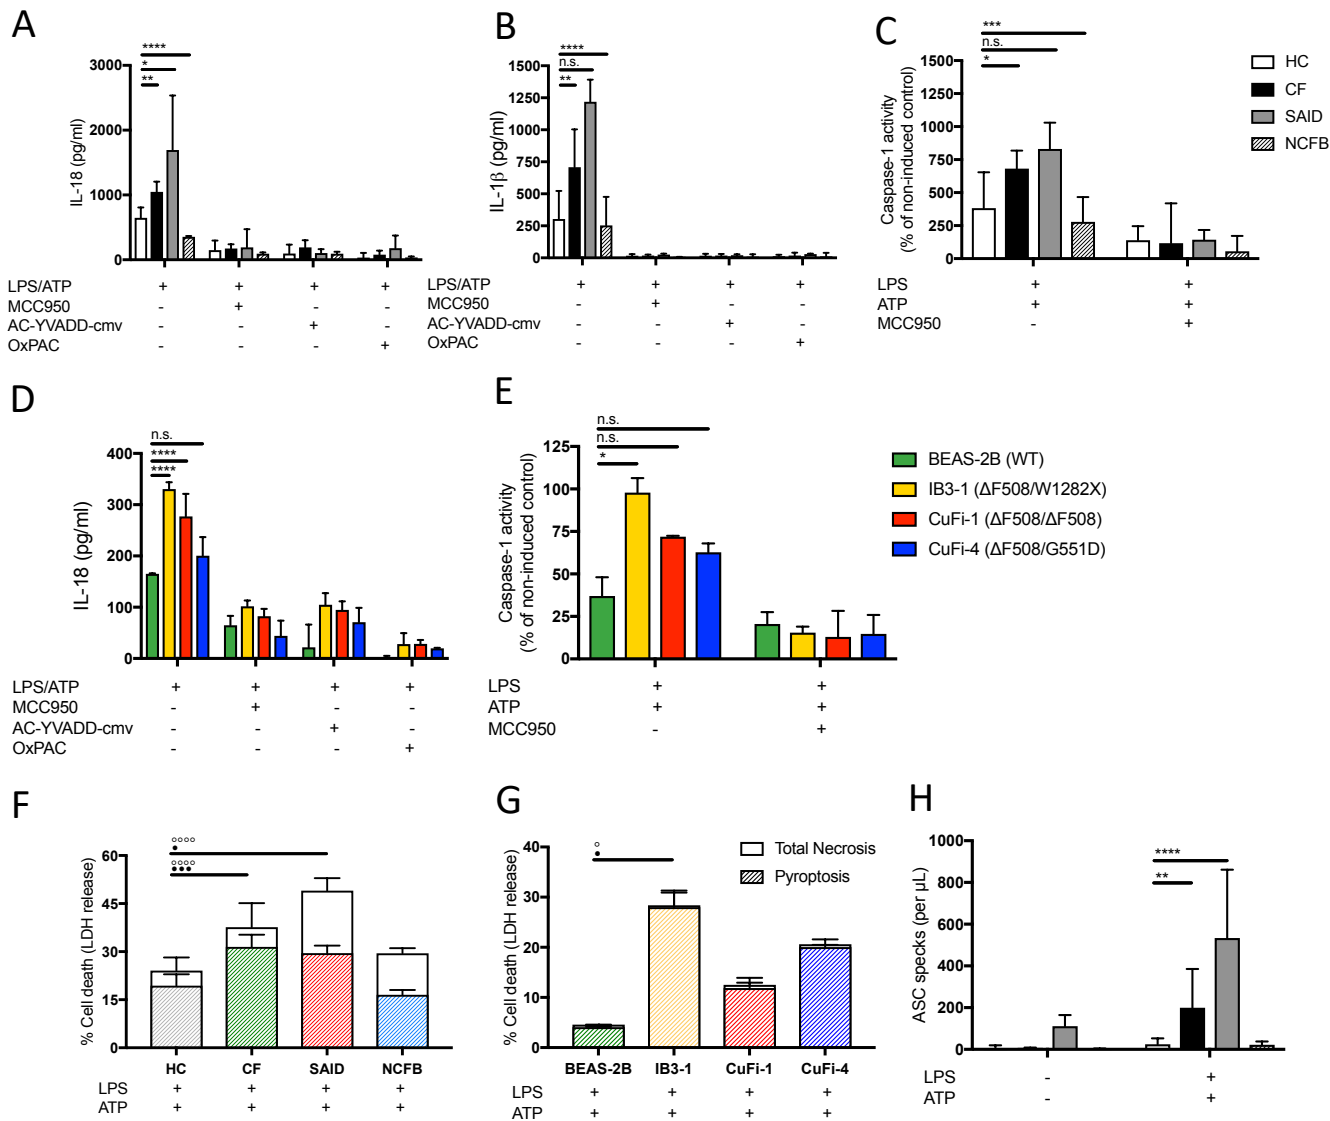 A
IL-18 (pg/ml)
3000
2000
1000
0
****
*
**
LPS/ATP + + + +
MCC950 - + - -
AC-YVADD-cmv - - + -
OxPAC - - - +
B
IL-1β (pg/ml)
1500
1250
1000
750
500
250
0
****
n.s.
**
LPS/ATP + + + +
MCC950 - + - -
AC-YVADD-cmv - - + -
OxPAC - - - +
C
Caspase-1 activity
(% of non-induced control)
1500
1250
1000
750
500
250
0
***
n.s.
*
LPS + +
ATP + +
MCC950 - +
HC
CF
SAID
NCFB
D
IL-18 (pg/ml)
400
300
200
100
0
n.s.
****
****
LPS/ATP + + + +
MCC950 - + - -
AC-YVADD-cmv - - + -
OxPAC - - - +
E
Caspase-1 activity
(% of non-induced control)
125
100
75
50
25
0
n.s.
n.s.
*
LPS + +
ATP + +
MCC950 - +
BEAS-2B (WT)
IB3-1 (ΔF508/W1282X)
CuFi-1 (ΔF508/ΔF508)
CuFi-4 (ΔF508/G551D)
F
% Cell death (LDH release)
60
45
30
15
0
°°°°
•
°°°°
•••
HC CF SAID NCFB
LPS + + + +
ATP + + + +
G
% Cell death (LDH release)
40
30
20
10
0
°
•
Total Necrosis
Pyroptosis
BEAS-2B IB3-1 CuFi-1 CuFi-4
LPS + + + +
ATP + + + +
H
ASC specks (per µL)
1000
800
600
400
200
0
****
**
LPS - +
ATP - +